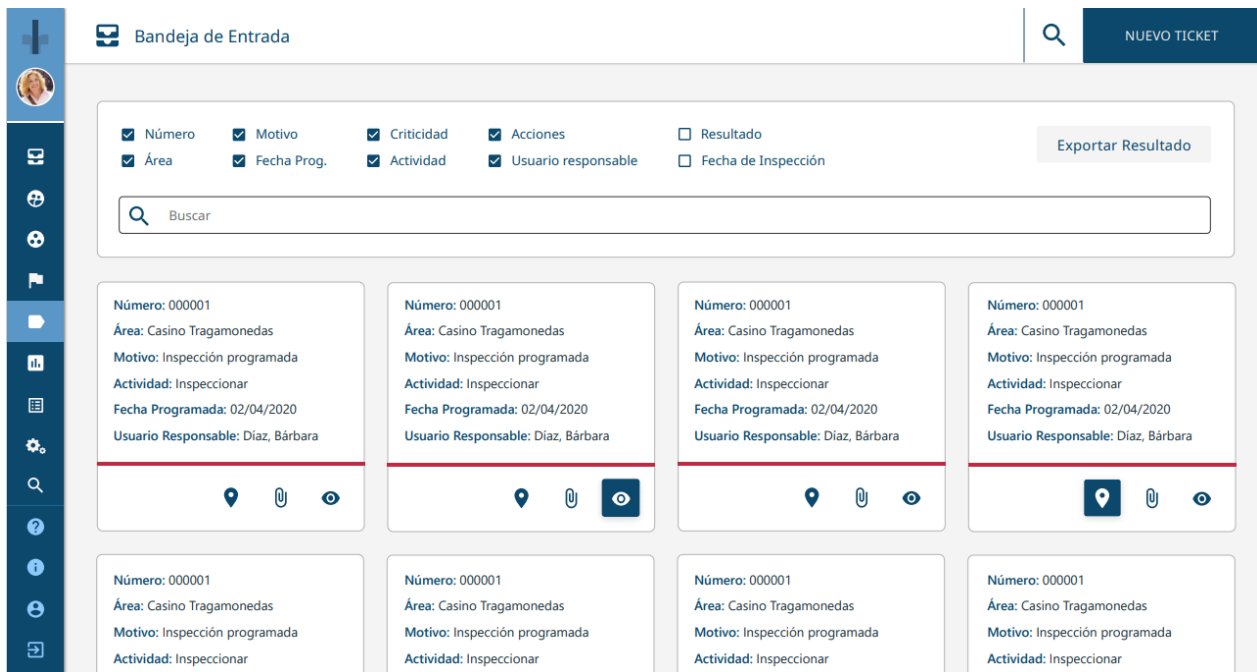 Bandeja de Entrada
NUEVO TICKET
Número Motivo Criticidad Acciones Resultado
Área Fecha Prog. Actividad Usuario responsable Fecha de Inspección
Exportar Resultado
Buscar
Número: 000001
Área: Casino Tragamonedas
Motivo: Inspección programada
Actividad: Inspeccionar
Fecha Programada: 02/04/2020
Usuario Responsable: Díaz, Bárbara
Número: 000001
Área: Casino Tragamonedas
Motivo: Inspección programada
Actividad: Inspeccionar
Fecha Programada: 02/04/2020
Usuario Responsable: Díaz, Bárbara
Número: 000001
Área: Casino Tragamonedas
Motivo: Inspección programada
Actividad: Inspeccionar
Fecha Programada: 02/04/2020
Usuario Responsable: Díaz, Bárbara
Número: 000001
Área: Casino Tragamonedas
Motivo: Inspección programada
Actividad: Inspeccionar
Fecha Programada: 02/04/2020
Usuario Responsable: Díaz, Bárbara
Número: 000001
Área: Casino Tragamonedas
Motivo: Inspección programada
Actividad: Inspeccionar
Número: 000001
Área: Casino Tragamonedas
Motivo: Inspección programada
Actividad: Inspeccionar
Número: 000001
Área: Casino Tragamonedas
Motivo: Inspección programada
Actividad: Inspeccionar
Número: 000001
Área: Casino Tragamonedas
Motivo: Inspección programada
Actividad: Inspeccionar